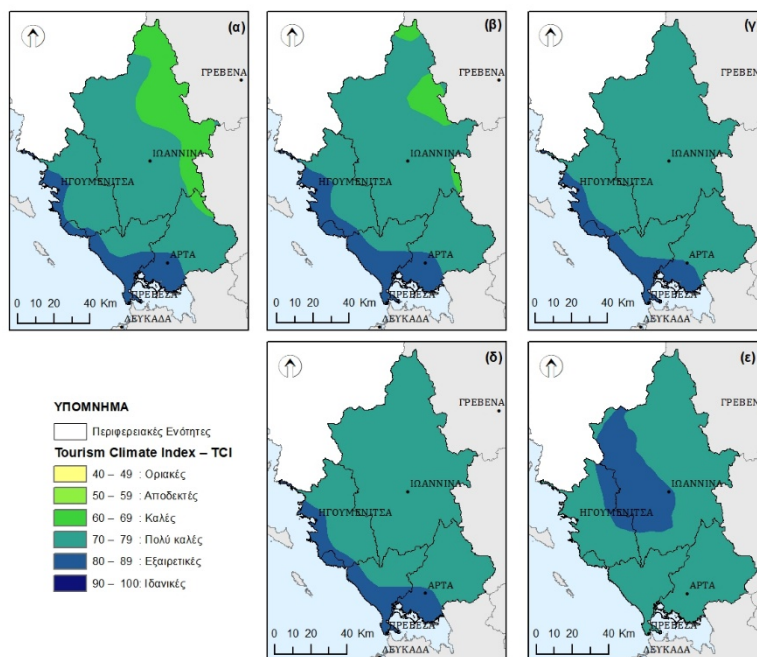 (α)
ΓΡΕΒΕΝΑ
ΙΩΑΝΝΙΝΑ
ΗΓΟΥΜΕΝΙΤΣΑ
ΑΡΤΑ
ΠΡΕΒΕΖΑ
ΛΕΥΚΑΔΑ
0 10 20 40 Km
(β)
ΓΡΕΒΕΝΑ
ΙΩΑΝΝΙΝΑ
ΗΓΟΥΜΕΝΙΤΣΑ
ΑΡΤΑ
ΠΡΕΒΕΖΑ
ΛΕΥΚΑΔΑ
0 10 20 40 Km
(γ)
ΓΡΕΒΕΝΑ
ΙΩΑΝΝΙΝΑ
ΗΓΟΥΜΕΝΙΤΣΑ
ΑΡΤΑ
ΠΡΕΒΕΖΑ
ΛΕΥΚΑΔΑ
0 10 20 40 Km
ΥΠΟΜΝΗΜΑ
Περιφερειακές Ενότητες
Tourism Climate Index – TCI
40 – 49 : Οριακές
50 – 59 : Αποδεκτές
60 – 69 : Καλές
70 – 79 : Πολύ καλές
80 – 89 : Εξαιρετικές
90 – 100: Ιδανικές
(δ)
ΓΡΕΒΕΝΑ
ΙΩΑΝΝΙΝΑ
ΗΓΟΥΜΕΝΙΤΣΑ
ΑΡΤΑ
ΠΡΕΒΕΖΑ
ΛΕΥΚΑΔΑ
0 10 20 40 Km
(ε)
ΓΡΕΒΕΝΑ
ΙΩΑΝΝΙΝΑ
ΗΓΟΥΜΕΝΙΤΣΑ
ΑΡΤΑ
ΠΡΕΒΕΖΑ
ΛΕΥΚΑΔΑ
0 10 20 40 Km